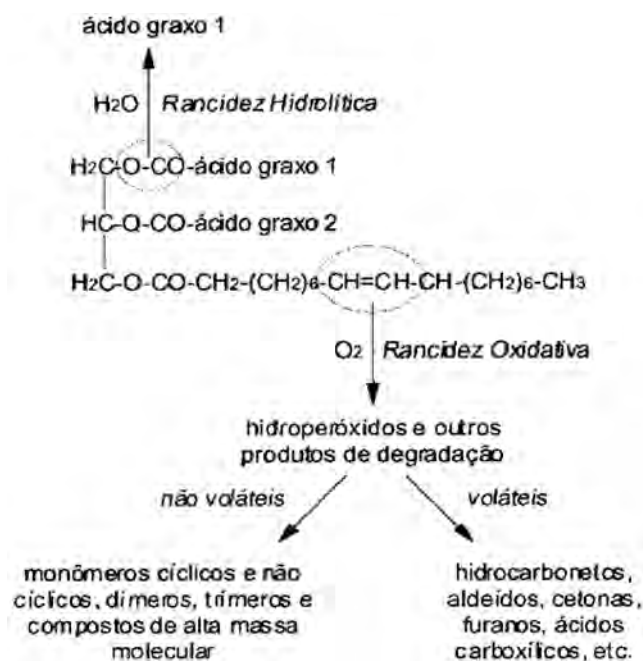 ácido graxo 1
H2O Rancidez Hidrolítica
H2C-O-CO-ácido graxo 1
HC-O-CO-ácido graxo 2
H2C-O-CO-CH2-(CH2)6-CH=CH-CH-(CH2)6-CH3
O2 Rancidez Oxidativa
hidroperóxidos e outros
produtos de degradação
não voláteis
voláteis
monômeros cíclicos e não
cíclicos, dímeros, trímeros e
compostos de alta massa
molecular
hidrocarbonetos,
aldeídos, cetonas,
furanos, ácidos
carboxílicos, etc.